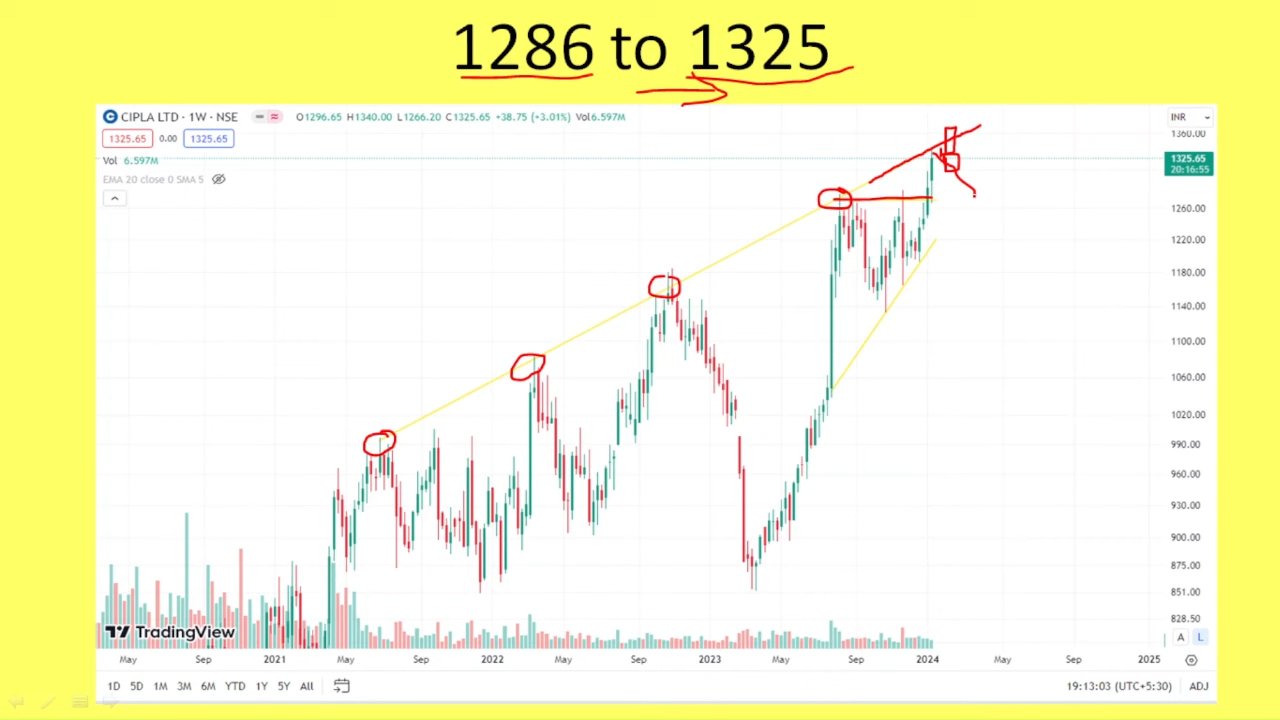 1286 to 1325
CIPLA LTD · 1W · NSE O1296.65 H1340.00 L1266.20 C1325.65 +38.75 (+3.01%) Vol6.597M INR
1325.65 0.00 1325.65
Vol 6.597M
EMA 20 close 0 SMA 5
1360.00
1325.65
20:16:55
1260.00
1220.00
1180.00
1140.00
1100.00
1060.00
1020.00
990.00
960.00
930.00
900.00
875.00
851.00
828.50
TradingView
A L
May Sep 2021 May Sep 2022 May Sep 2023 May Sep 2024 May Sep 2025
1D 5D 1M 3M 6M YTD 1Y 5Y All 19:13:03 (UTC+5:30) ADJ